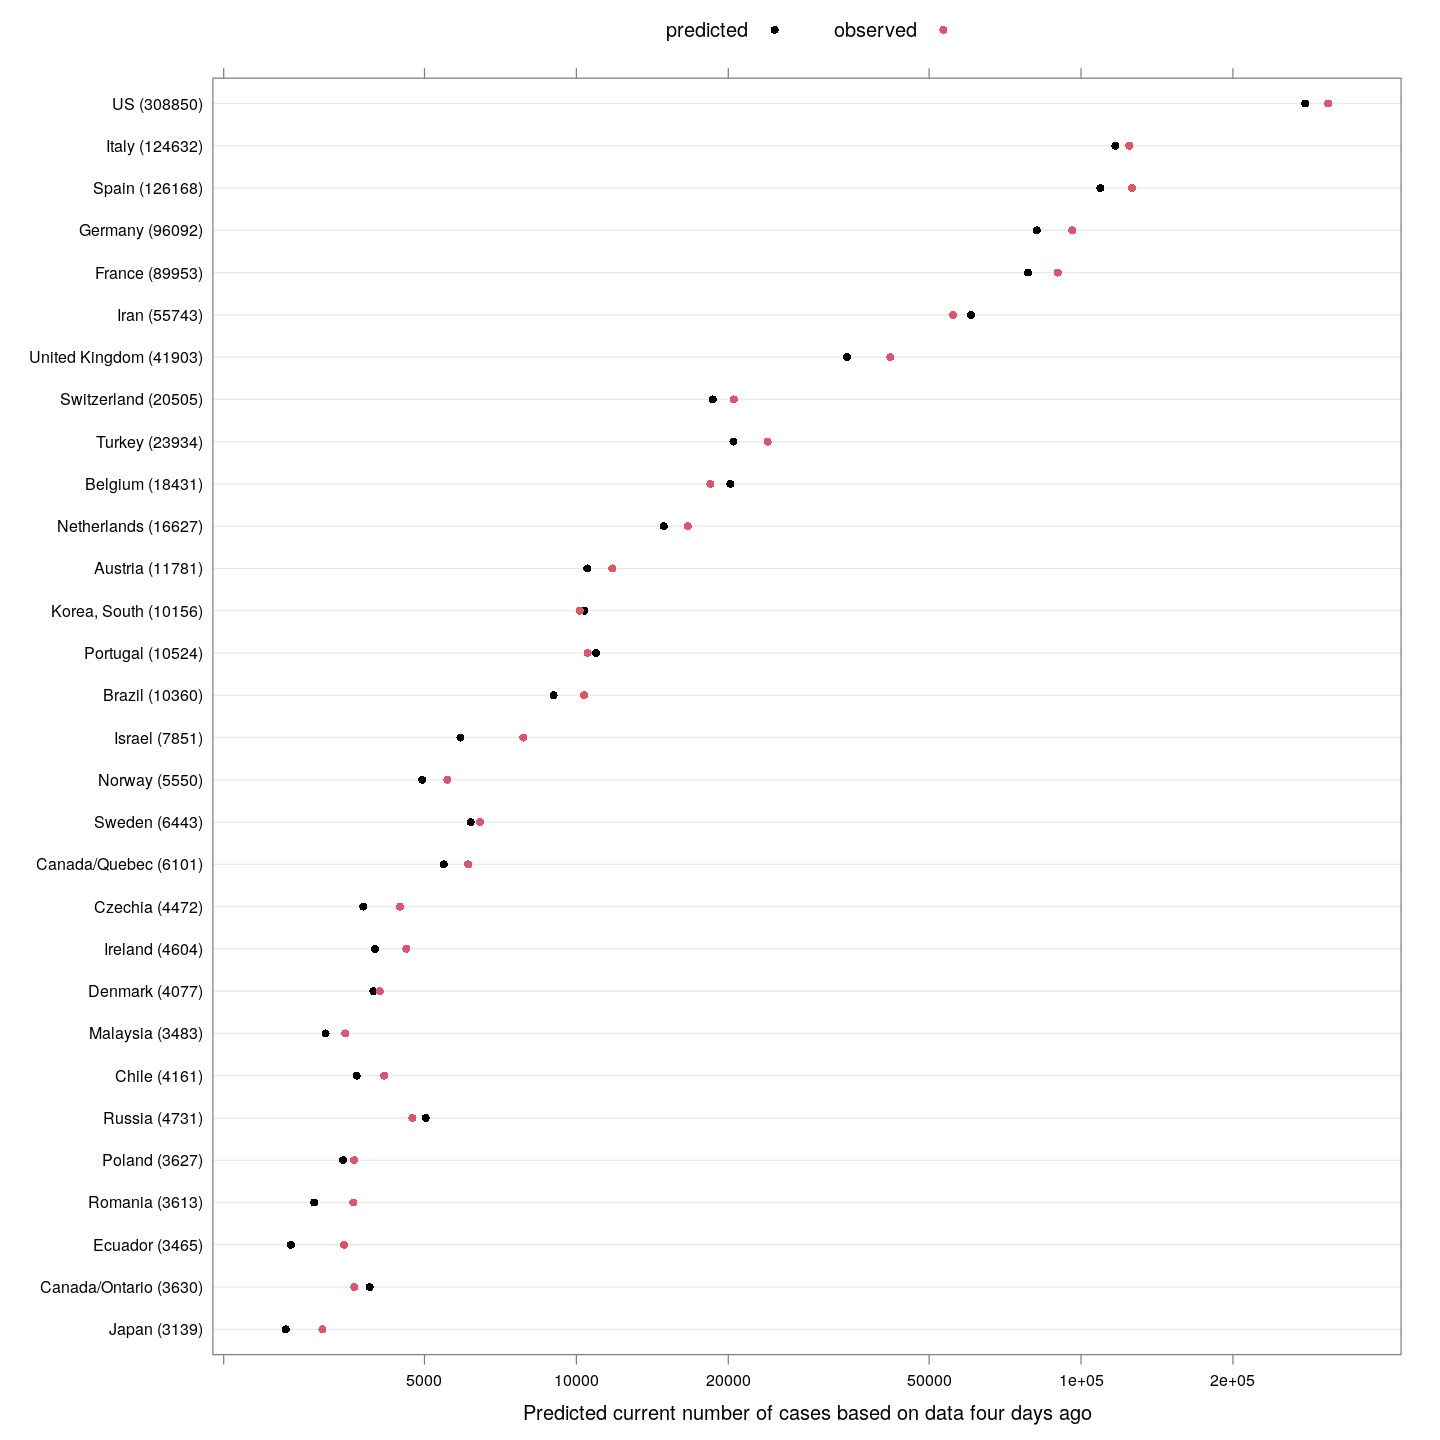 predicted observed
US (308850)
Italy (124632)
Spain (126168)
Germany (96092)
France (89953)
Iran (55743)
United Kingdom (41903)
Switzerland (20505)
Turkey (23934)
Belgium (18431)
Netherlands (16627)
Austria (11781)
Korea, South (10156)
Portugal (10524)
Brazil (10360)
Israel (7851)
Norway (5550)
Sweden (6443)
Canada/Quebec (6101)
Czechia (4472)
Ireland (4604)
Denmark (4077)
Malaysia (3483)
Chile (4161)
Russia (4731)
Poland (3627)
Romania (3613)
Ecuador (3465)
Canada/Ontario (3630)
Japan (3139)
5000 10000 20000 50000 1e+05 2e+05
Predicted current number of cases based on data four days ago